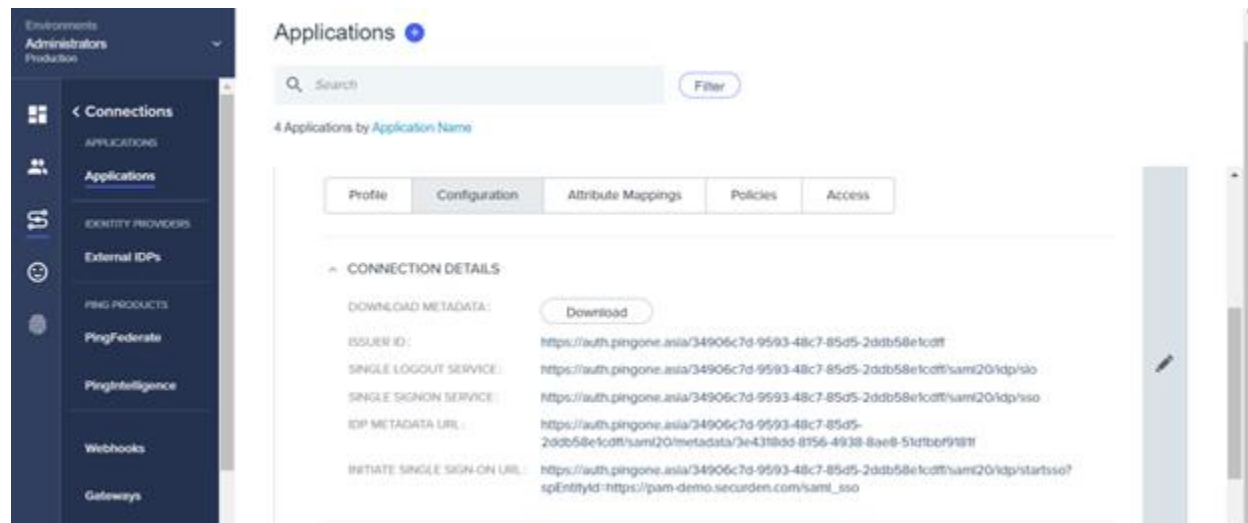 Environments
Administrators
Production
Connections
APPLICATIONS
Applications
IDENTITY PROVIDERS
External IDPs
PING PRODUCTS
PingFederate
PingIntelligence
Webhooks
Gateways
Applications
Search
Filter
4 Applications by Application Name
Profile Configuration Attribute Mappings Policies Access
CONNECTION DETAILS
DOWNLOAD METADATA: Download
ISSUER ID: https://auth.pingone.asia/34906c7d-9593-48c7-85d5-2ddb58e1cdff
SINGLE LOGOUT SERVICE: https://auth.pingone.asia/34906c7d-9593-48c7-85d5-2ddb58e1cdff/saml20/idp/slo
SINGLE SIGNON SERVICE: https://auth.pingone.asia/34906c7d-9593-48c7-85d5-2ddb58e1cdff/saml20/idp/sso
IDP METADATA URL: https://auth.pingone.asia/34906c7d-9593-48c7-85d5-
2ddb58e1cdff/saml20/metadata/3e4318dd-8156-4938-8ae8-51d1bbf9181f
INITIATE SINGLE SIGN-ON URL: https://auth.pingone.asia/34906c7d-9593-48c7-85d5-2ddb58e1cdff/saml20/idp/startsso?
spEntityId=https://pam-demo.securden.com/saml_sso